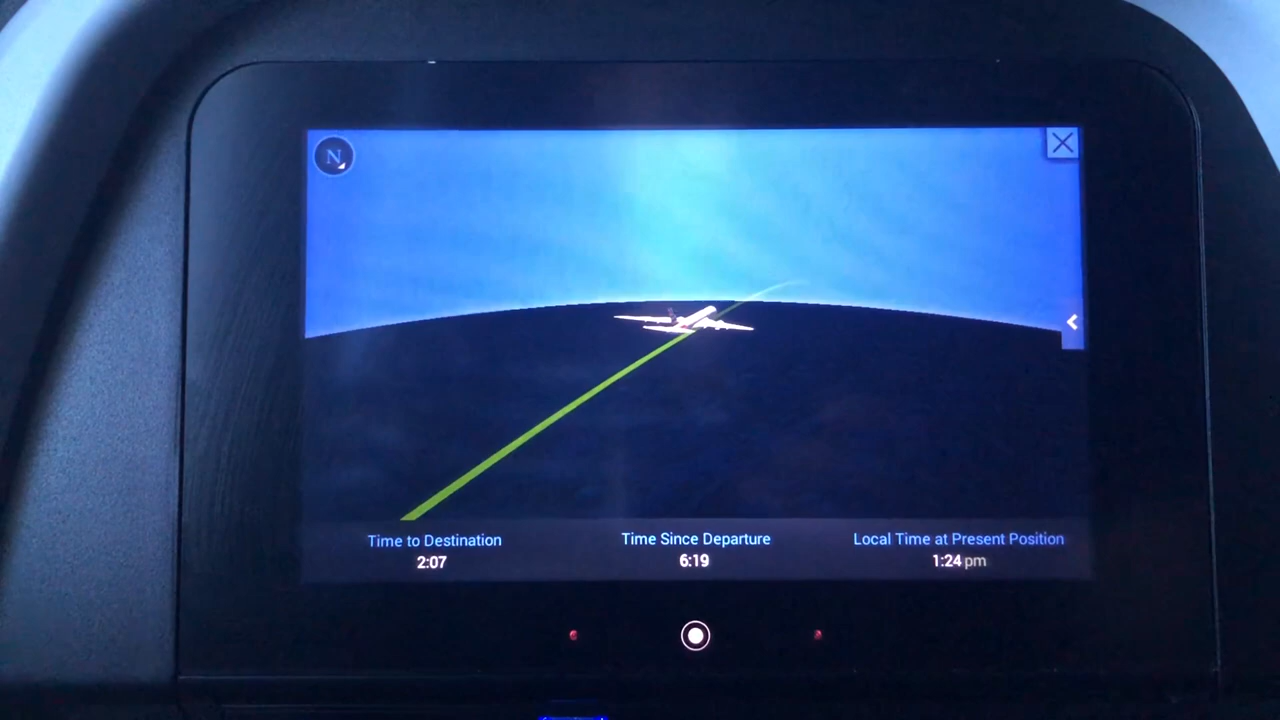 N
Time to Destination
2:07
Time Since Departure
6:19
Local Time at Present Position
1:24 pm